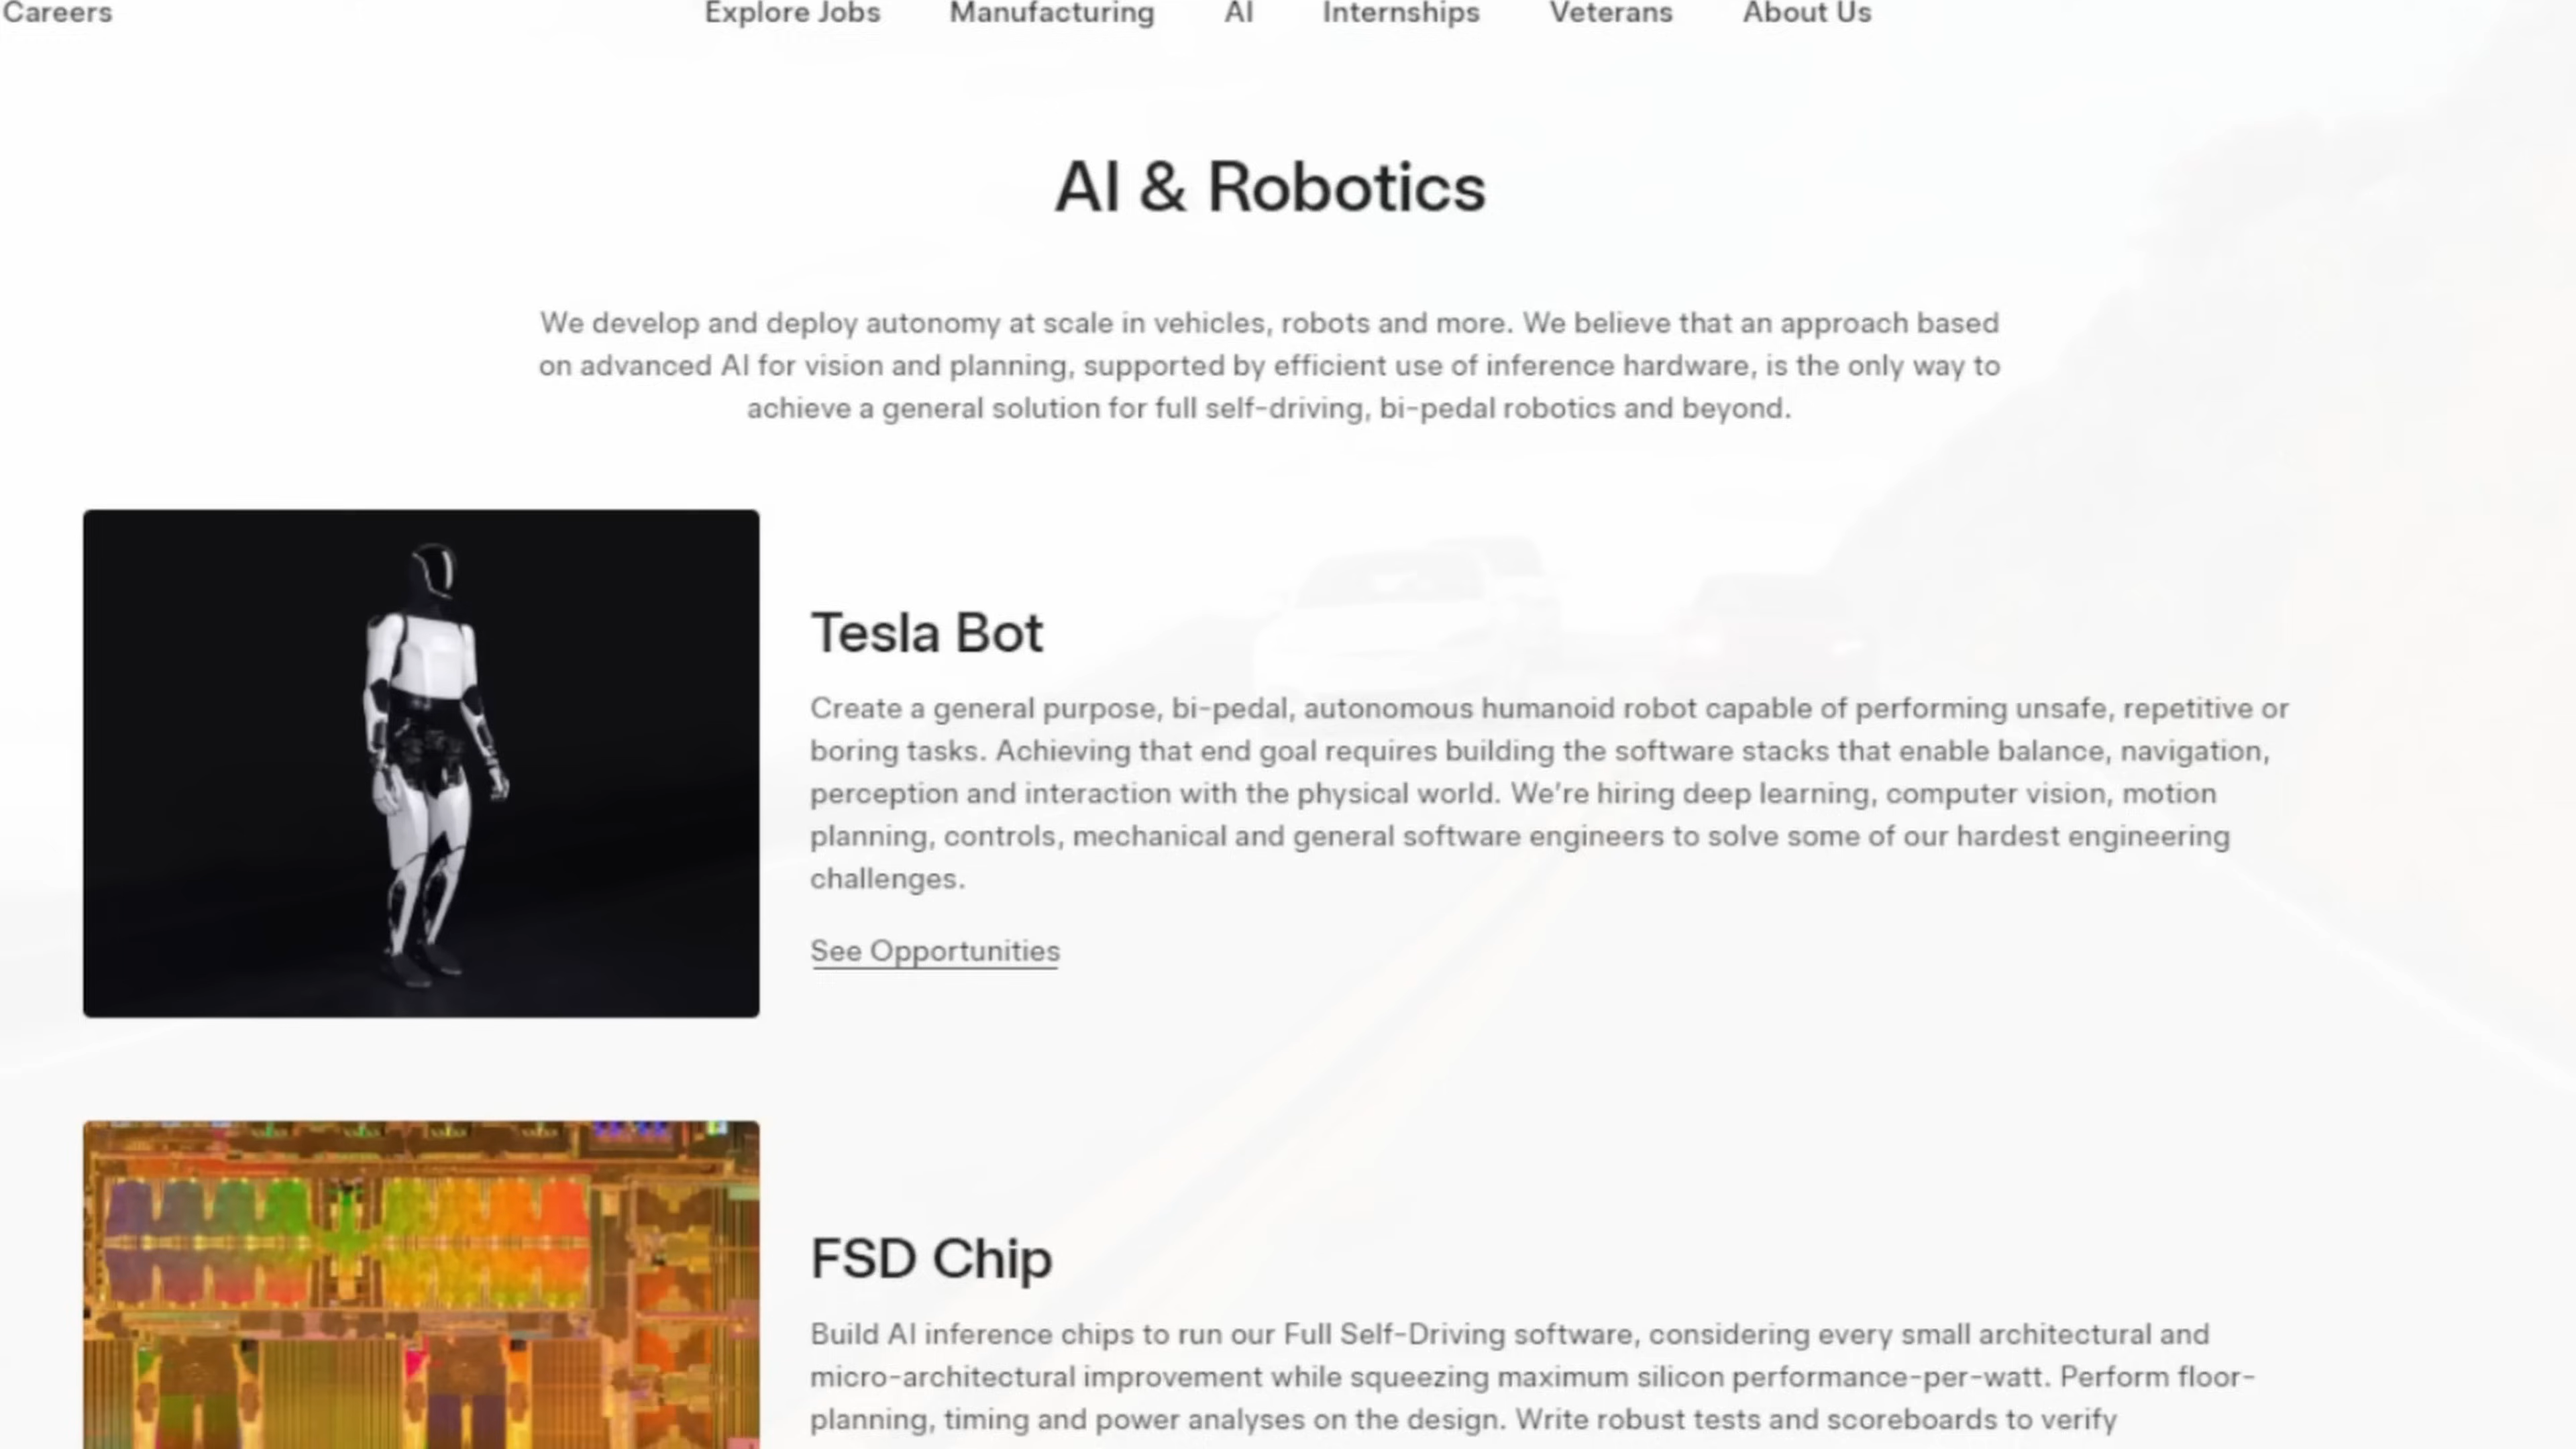 Careers
Explore Jobs
Manufacturing
AI
Internships
Veterans
About Us
AI & Robotics
We develop and deploy autonomy at scale in vehicles, robots and more. We believe that an approach based
on advanced AI for vision and planning, supported by efficient use of inference hardware, is the only way to
achieve a general solution for full self-driving, bi-pedal robotics and beyond.
Tesla Bot
Create a general purpose, bi-pedal, autonomous humanoid robot capable of performing unsafe, repetitive or
boring tasks. Achieving that end goal requires building the software stacks that enable balance, navigation,
perception and interaction with the physical world. We’re hiring deep learning, computer vision, motion
planning, controls, mechanical and general software engineers to solve some of our hardest engineering
challenges.
See Opportunities
FSD Chip
Build AI inference chips to run our Full Self-Driving software, considering every small architectural and
micro-architectural improvement while squeezing maximum silicon performance-per-watt. Perform floor-
planning, timing and power analyses on the design. Write robust tests and scoreboards to verify